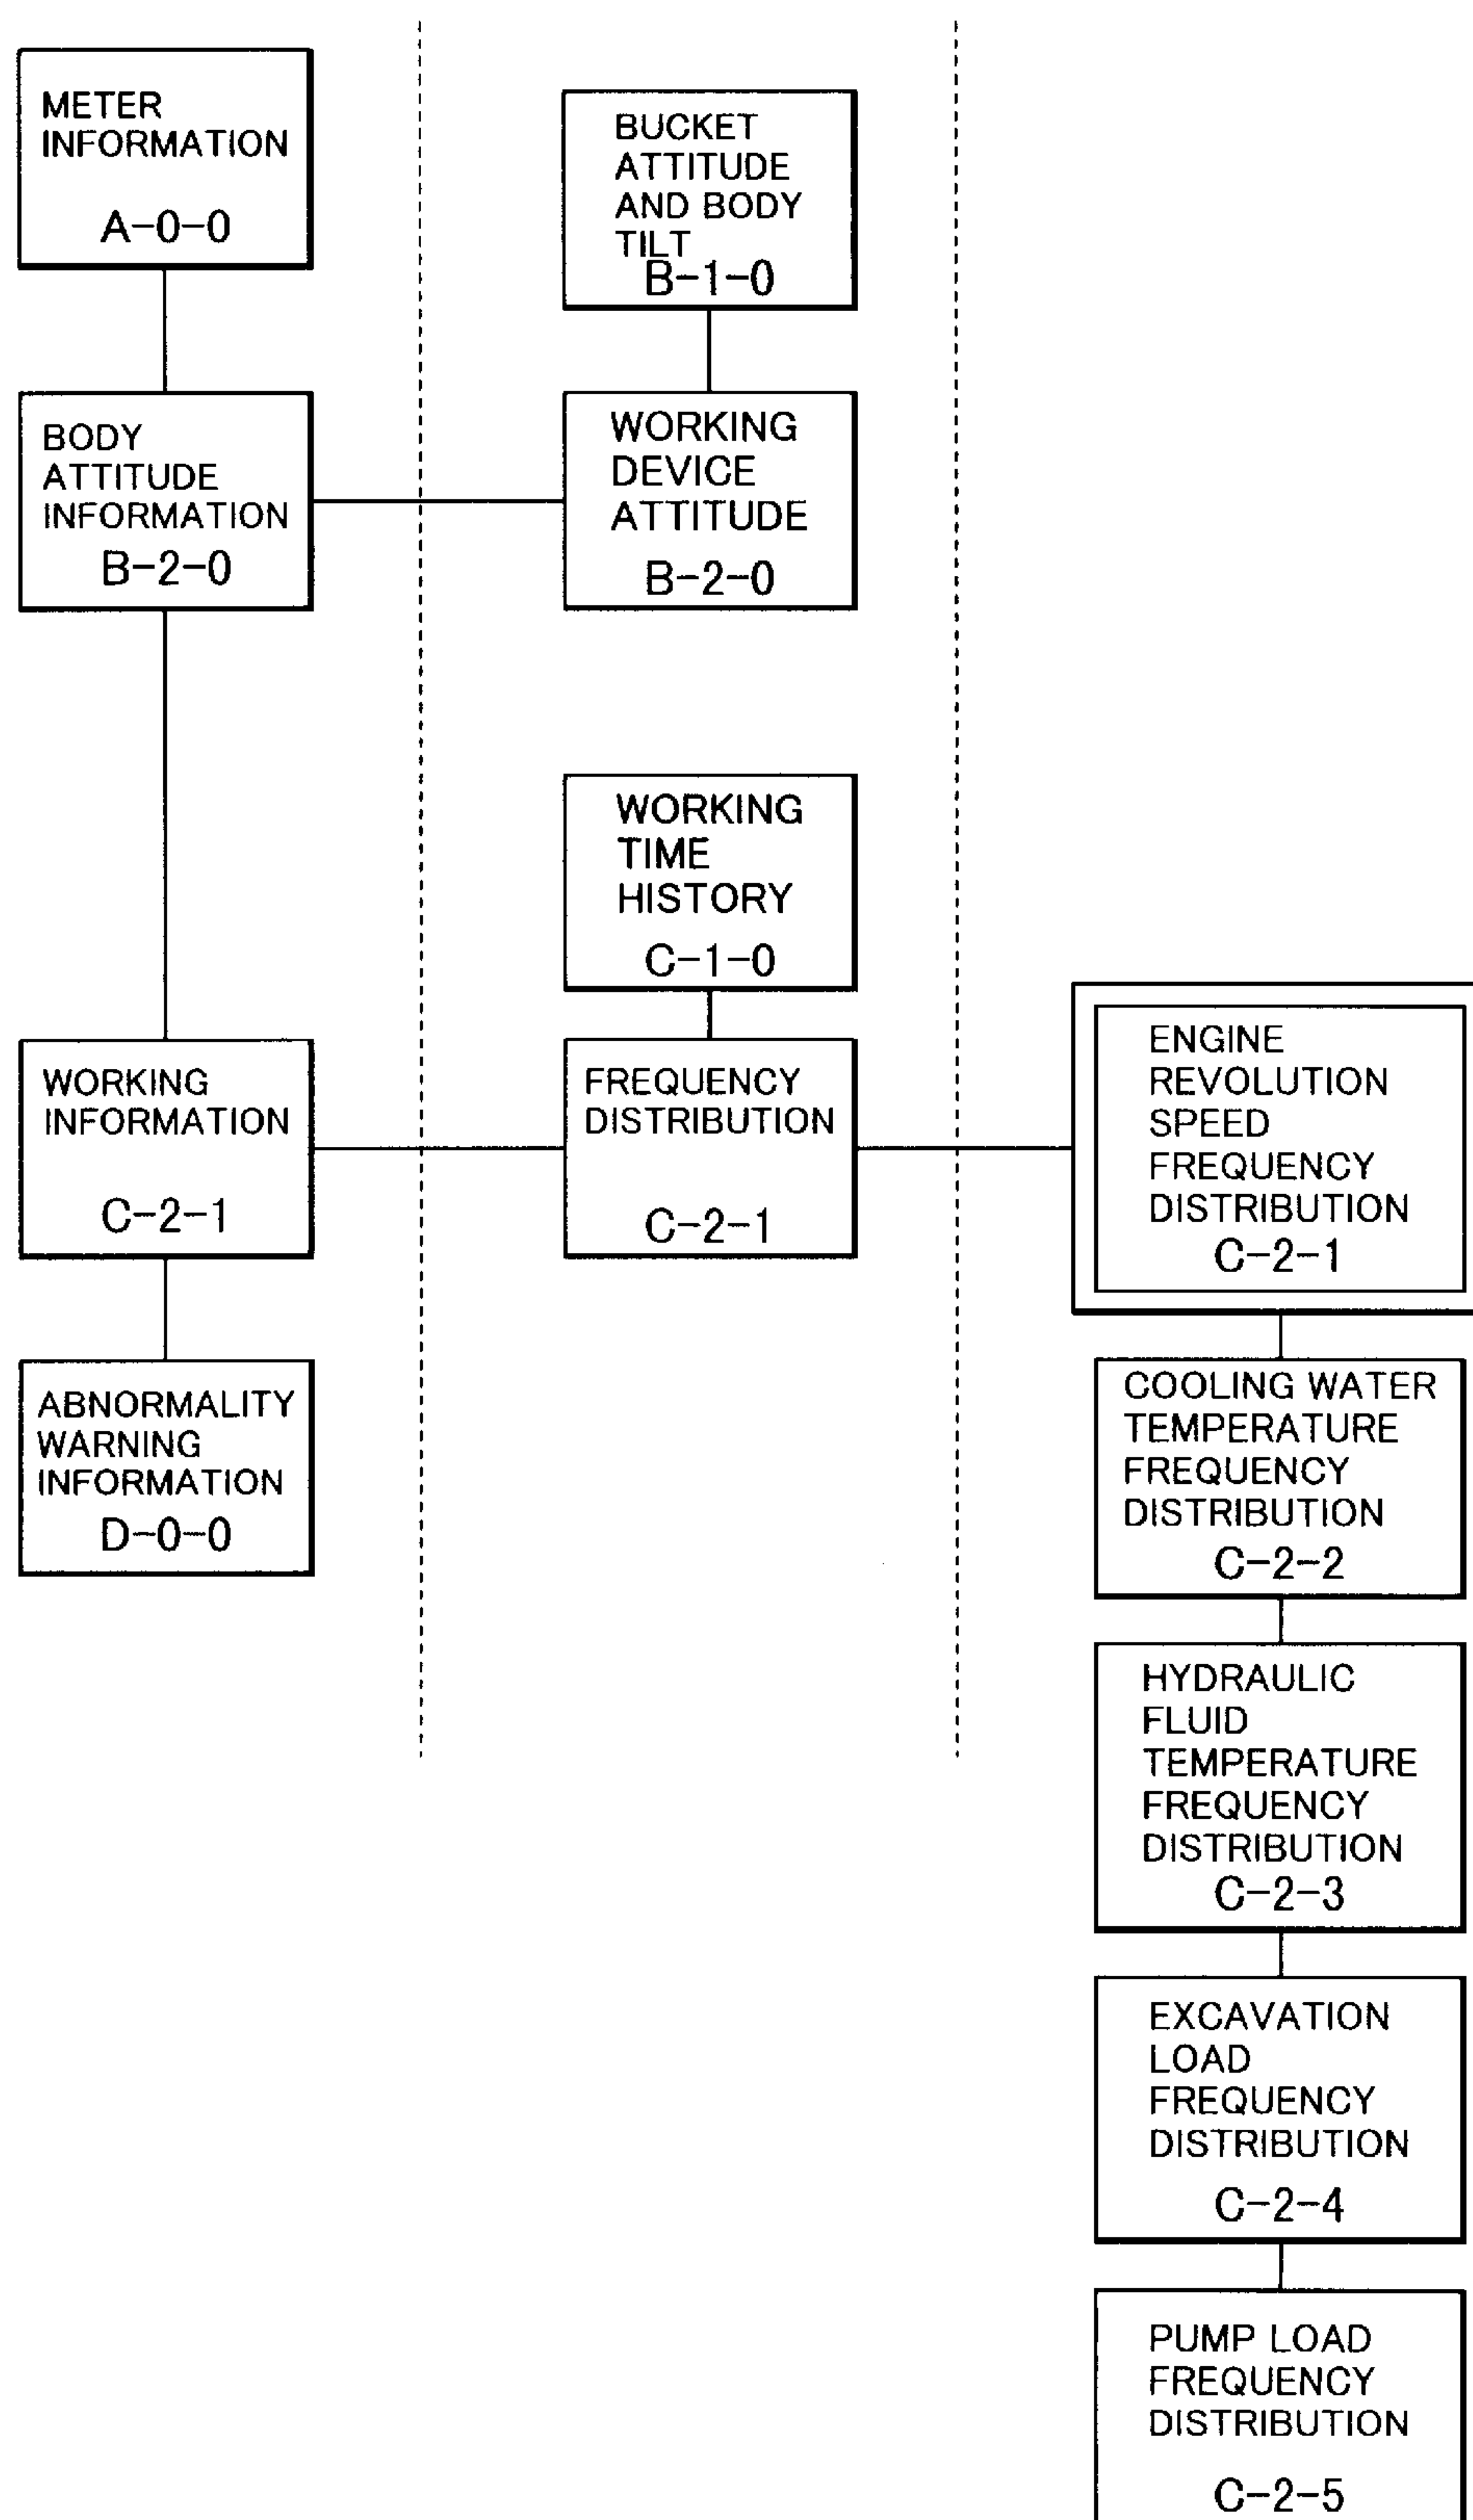 METER
INFORMATION
A-0-0
BODY
ATTITUDE
INFORMATION
B-2-0
WORKING
INFORMATION
C-2-1
ABNORMALITY
WARNING
INFORMATION
D-0-0
BUCKET
ATTITUDE
AND BODY
TILT
B-1-0
WORKING
DEVICE
ATTITUDE
B-2-0
WORKING
TIME
HISTORY
C-1-0
FREQUENCY
DISTRIBUTION
C-2-1
ENGINE
REVOLUTION
SPEED
FREQUENCY
DISTRIBUTION
C-2-1
COOLING WATER
TEMPERATURE
FREQUENCY
DISTRIBUTION
C-2-2
HYDRAULIC
FLUID
TEMPERATURE
FREQUENCY
DISTRIBUTION
C-2-3
EXCAVATION
LOAD
FREQUENCY
DISTRIBUTION
C-2-4
PUMP LOAD
FREQUENCY
DISTRIBUTION
C-2-5